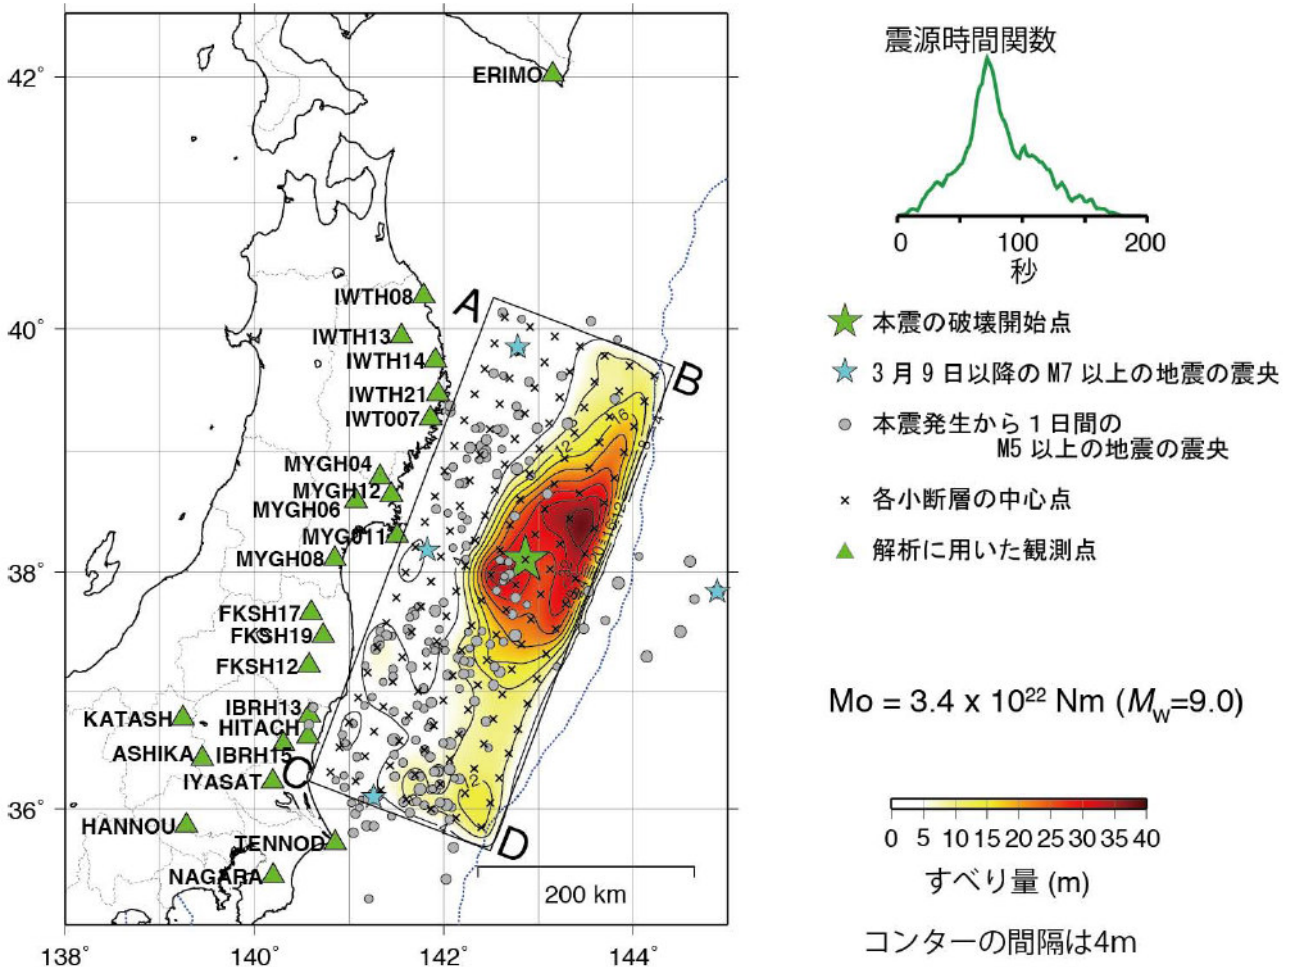 42°
40°
38°
36°
138°
140°
142°
144°
ERIMO
IWTH08
IWTH13
IWTH14
IWTH21
IWT007
MYGH04
MYGH12
MYGH06
MYG011
MYGH08
FKSH17
FKSH19
FKSH12
IBRH13
KATASH
HITACH
ASHIKA
IBRH15
IYASAT
HANNOU
TENNOD
NAGARA
A
B
C
D
16
12
8
4
200 km
震源時間関数
0 100 200
秒
本震の破壊開始点
3月9日以降のM7以上の地震の震央
本震発生から1日間の
M5以上の地震の震央
各小断層の中心点
解析に用いた観測点
Mo = 3.4 x 10²² Nm (Mw=9.0)
0 5 10 15 20 25 30 35 40
すべり量 (m)
コンターの間隔は4m